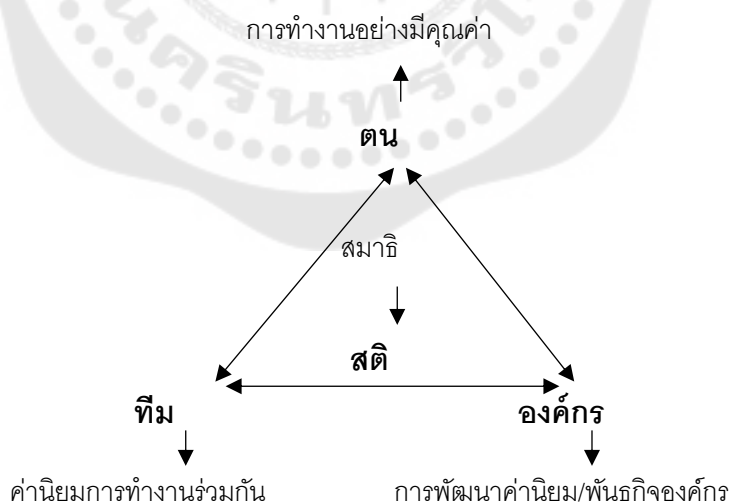 การทำงานอย่างมีคุณค่า
ตน
สมาธิ
สติ
ทีม องค์กร
ค่านิยมการทำงานร่วมกัน การพัฒนาค่านิยม/พันธกิจองค์กร